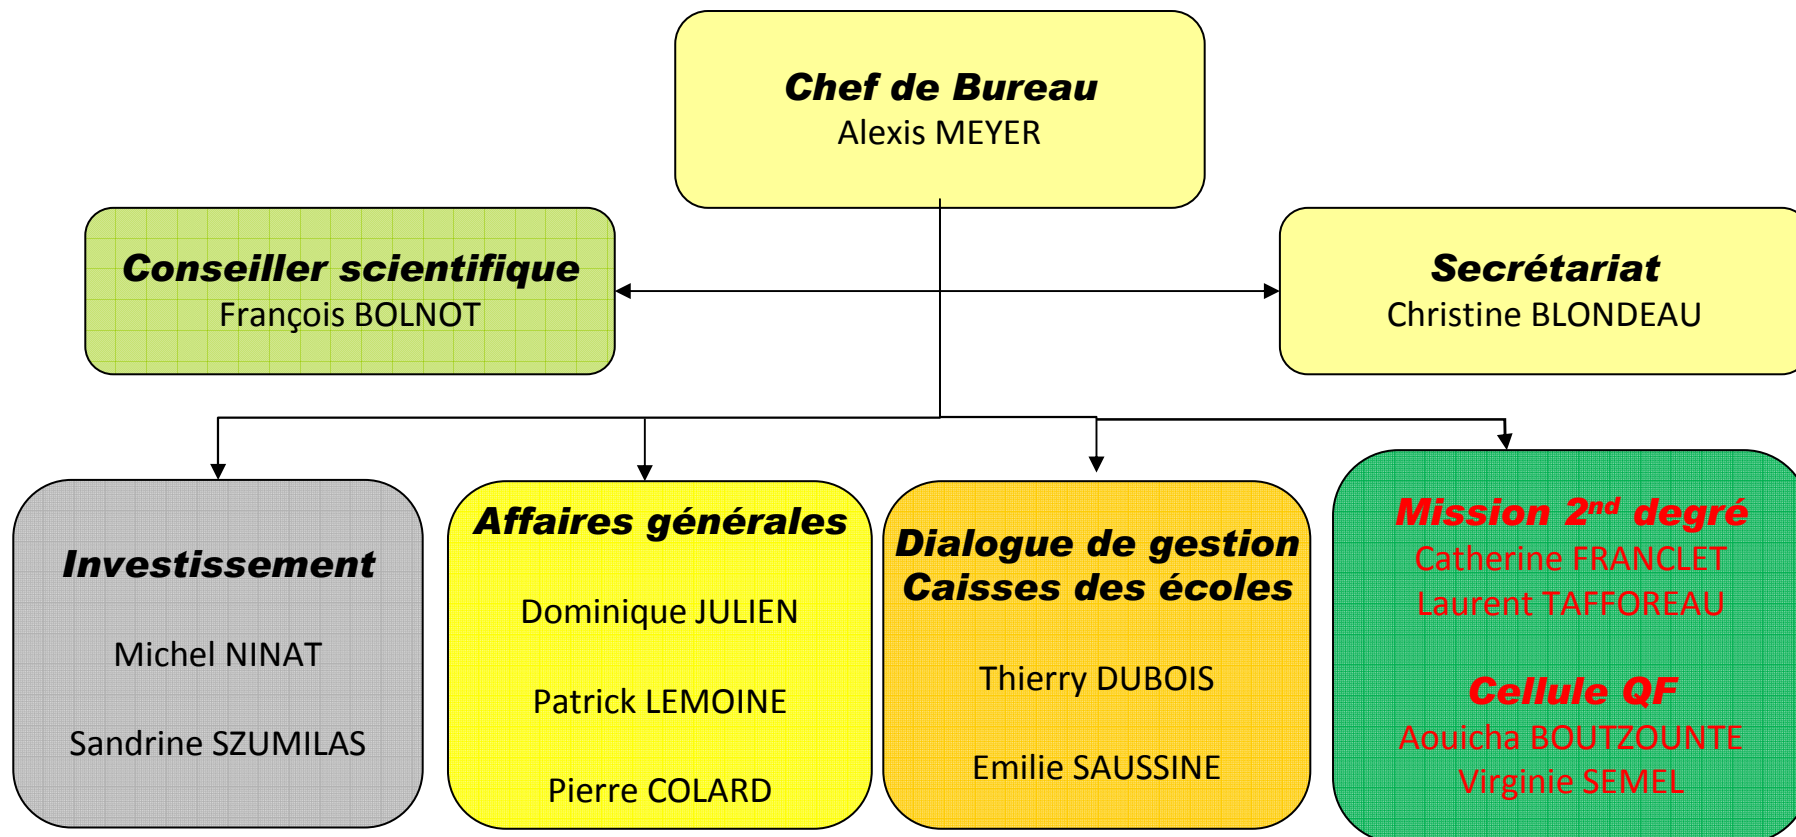 Chef de Bureau
Alexis MEYER
Conseiller scientifique
François BOLNOT
Secrétariat
Christine BLONDEAU
Investissement
Michel NINAT
Sandrine SZUMILAS
Affaires générales
Dominique JULIEN
Patrick LEMOINE
Pierre COLARD
Dialogue de gestion
Caisses des écoles
Thierry DUBOIS
Emilie SAUSSINE
Mission 2nd degré
Catherine FRANCLET
Laurent TAFFOREAU
Cellule QF
Aouicha BOUTZOUNTE
Virginie SEMEL